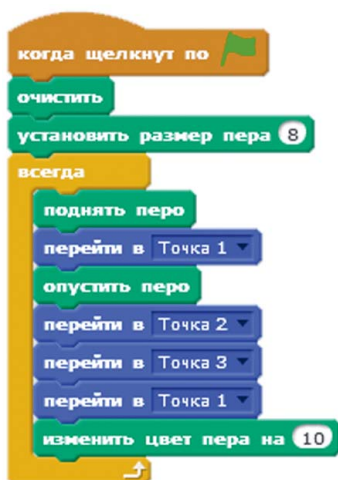 когда щелкнут по
очистить
установить размер пера 8
всегда
поднять перо
перейти в Точка 1
опустить перо
перейти в Точка 2
перейти в Точка 3
перейти в Точка 1
изменить цвет пера на 10